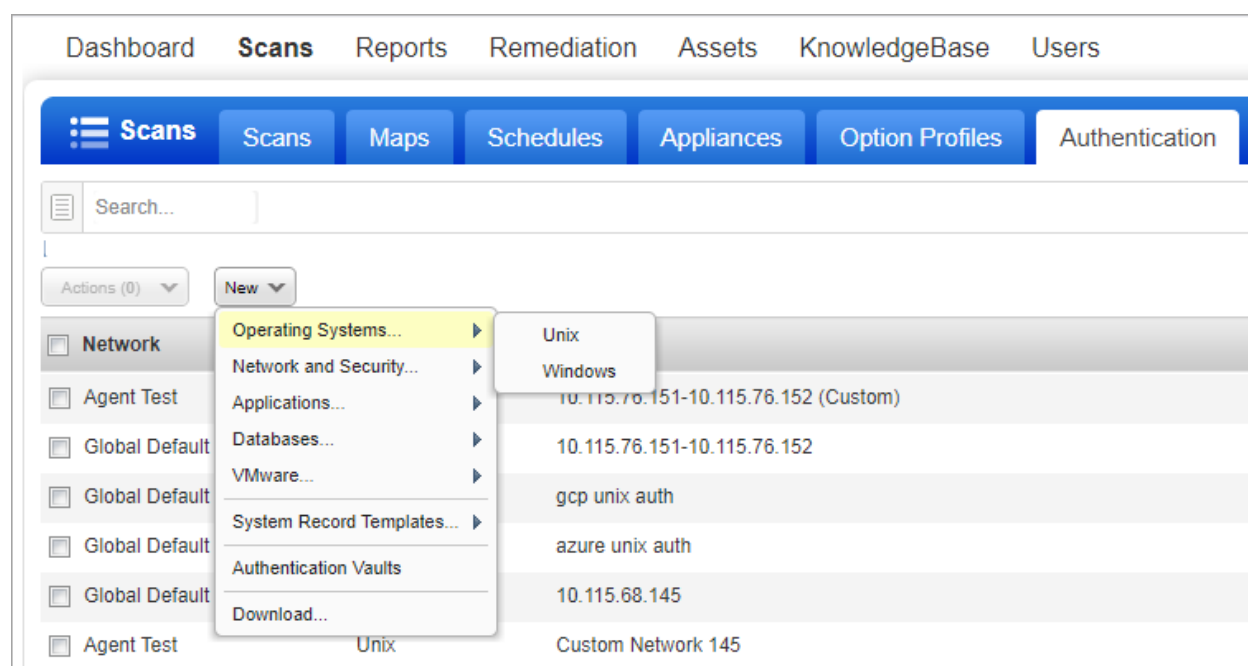 Dashboard Scans Reports Remediation Assets KnowledgeBase Users
Scans Scans Maps Schedules Appliances Option Profiles Authentication
Search...
Actions (0) New
Operating Systems... Unix
Network
Network and Security... Windows
Agent Test Applications... 10.115.76.151-10.115.76.152 (Custom)
Global Default Databases... 10.115.76.151-10.115.76.152
VMware...
Global Default gcp unix auth
System Record Templates...
Global Default azure unix auth
Authentication Vaults
Global Default 10.115.68.145
Download...
Agent Test Unix Custom Network 145